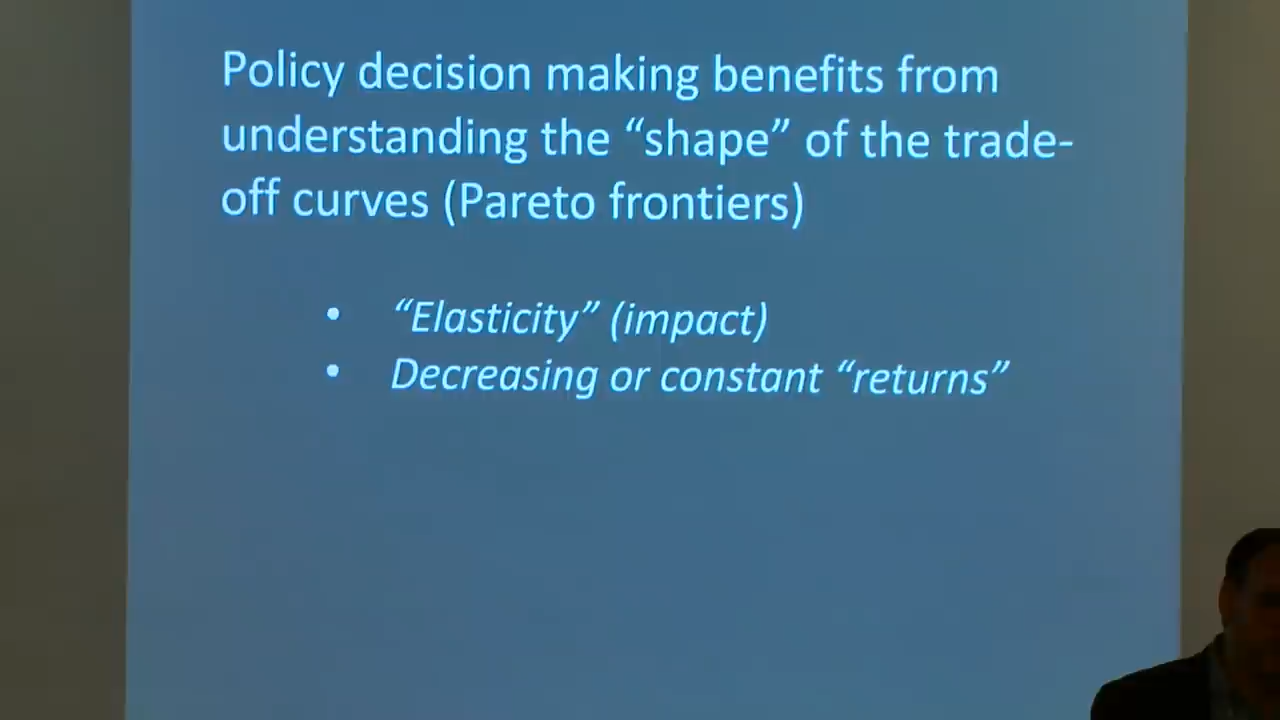 Policy decision making benefits from
understanding the “shape” of the trade-
off curves (Pareto frontiers)
• “Elasticity” (impact)
• Decreasing or constant “returns”